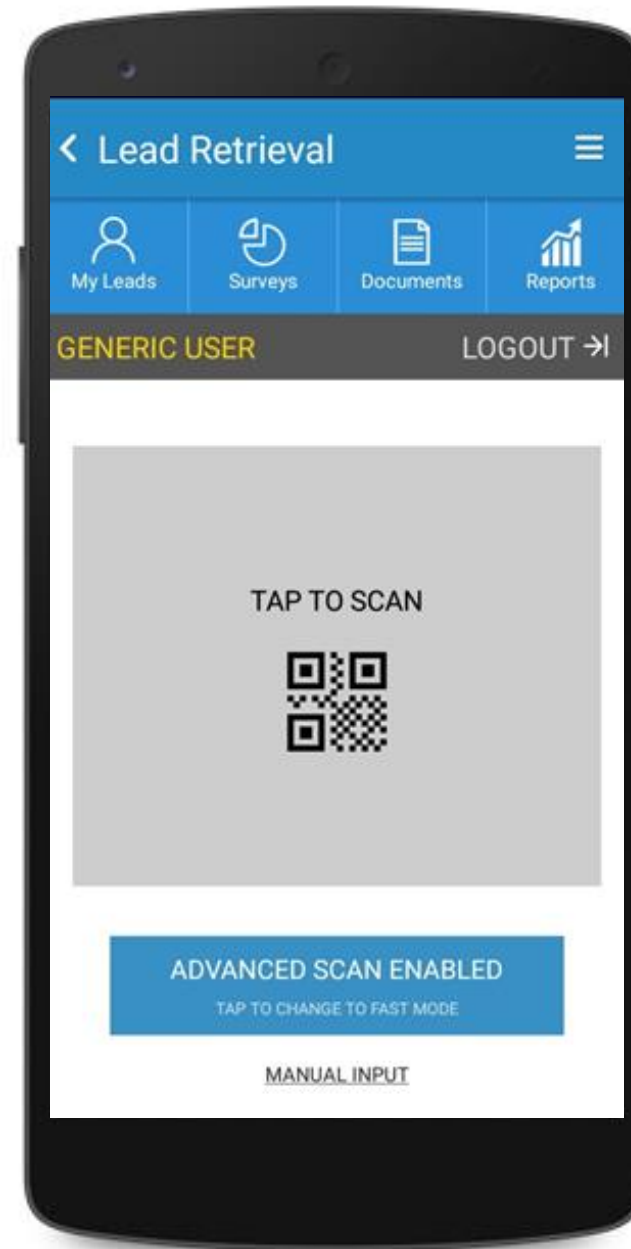 Lead Retrieval
My Leads Surveys Documents Reports
GENERIC USER LOGOUT
TAP TO SCAN
ADVANCED SCAN ENABLED
TAP TO CHANGE TO FAST MODE
MANUAL INPUT